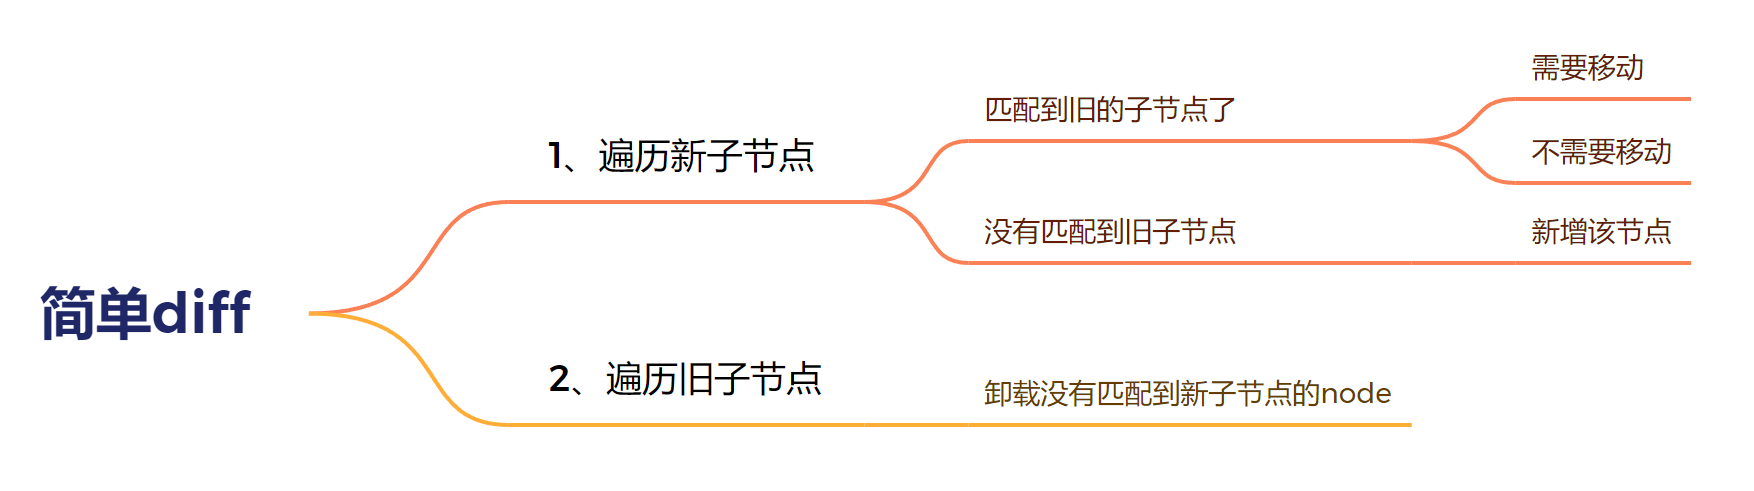 简单diff
1、遍历新子节点
匹配到旧的子节点了
需要移动
不需要移动
没有匹配到旧子节点
新增该节点
2、遍历旧子节点
卸载没有匹配到新子节点的node